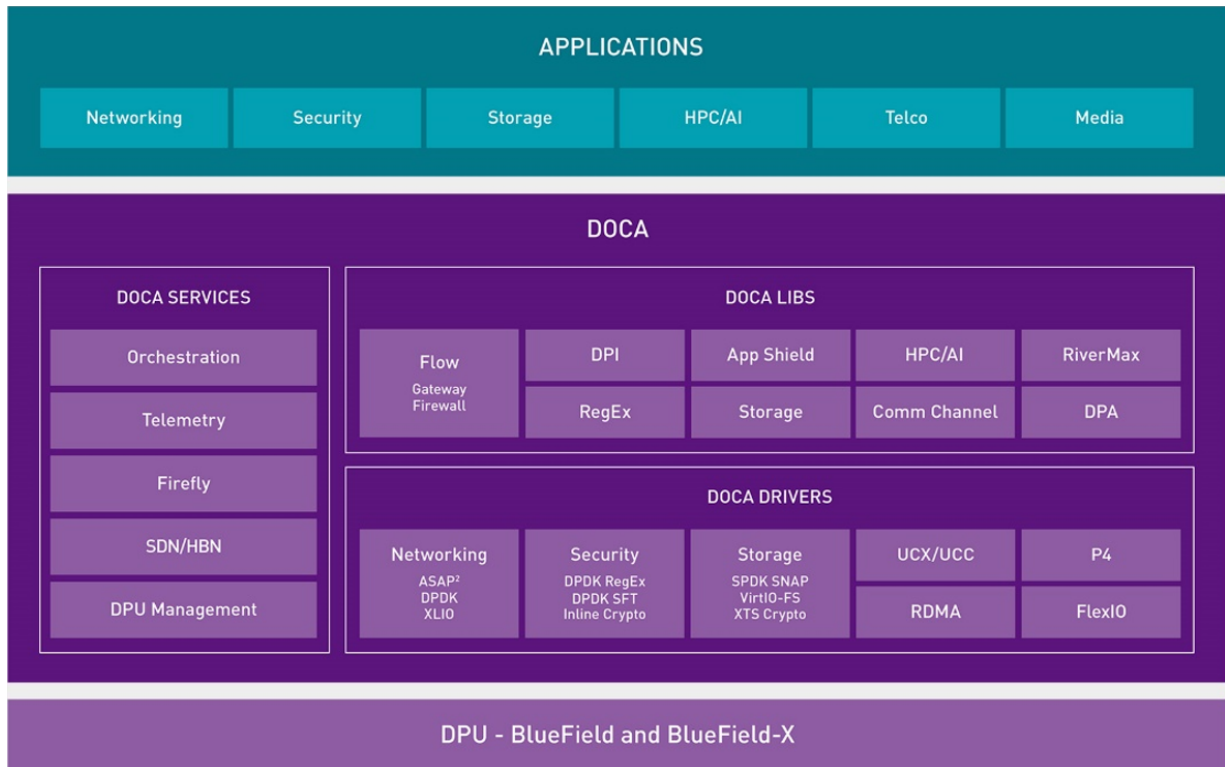 APPLICATIONS
Networking
Security
Storage
HPC/AI
Telco
Media
DOCA
DOCA SERVICES
Orchestration
Telemetry
Firefly
SDN/HBN
DPU Management
DOCA LIBS
Flow
Gateway
Firewall
DPI
App Shield
HPC/AI
RiverMax
RegEx
Storage
Comm Channel
DPA
DOCA DRIVERS
Networking
ASAP²
DPDK
XLIO
Security
DPDK RegEx
DPDK SFT
Inline Crypto
Storage
SPDK SNAP
VirtIO-FS
XTS Crypto
UCX/UCC
P4
RDMA
FlexIO
DPU - BlueField and BlueField-X